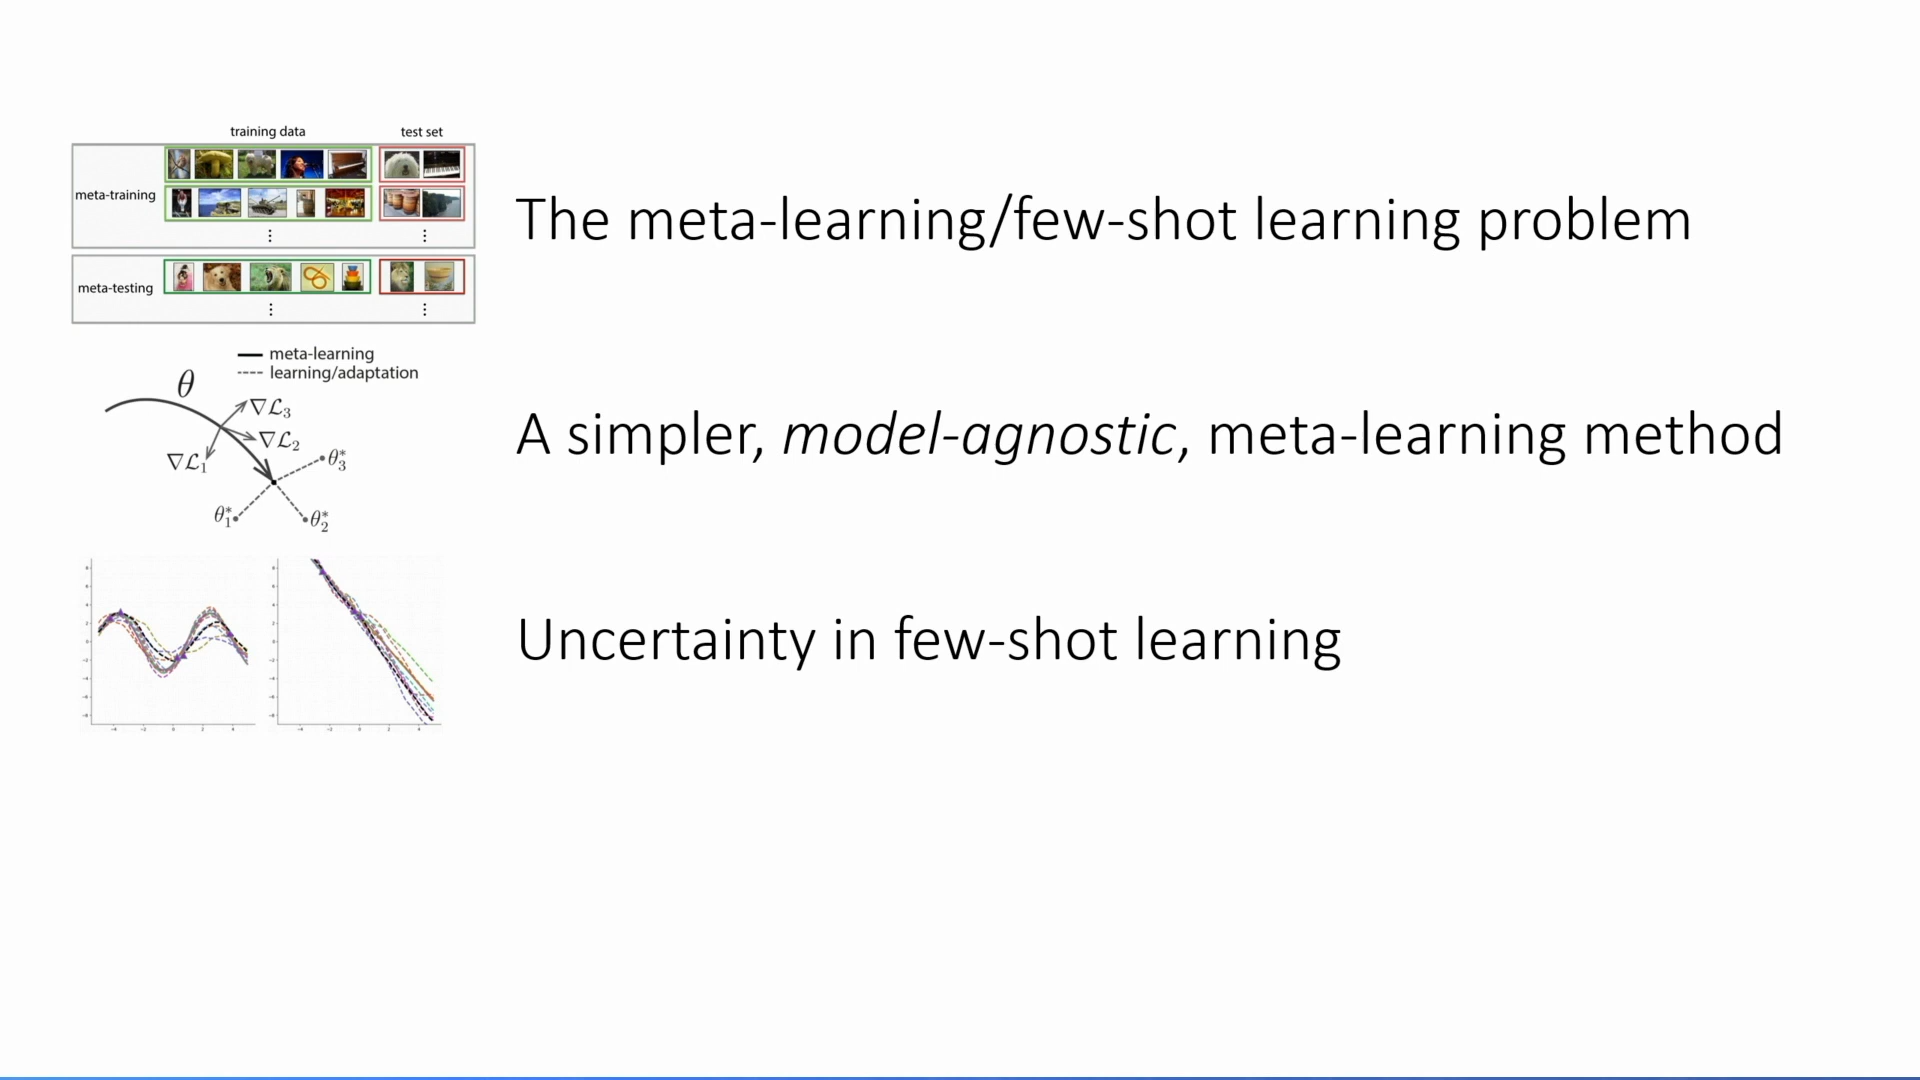 training data
test set
meta-training
meta-testing
The meta-learning/few-shot learning problem
meta-learning
learning/adaptation
θ
∇ℒ₃
∇ℒ₂
∇ℒ₁
θ₃*
θ₁*
θ₂*
A simpler, model-agnostic, meta-learning method
Uncertainty in few-shot learning